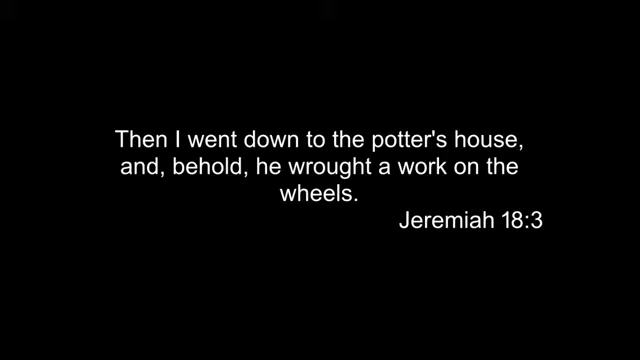 Then I went down to the potter's house,
and, behold, he wrought a work on the
wheels.
Jeremiah 18:3